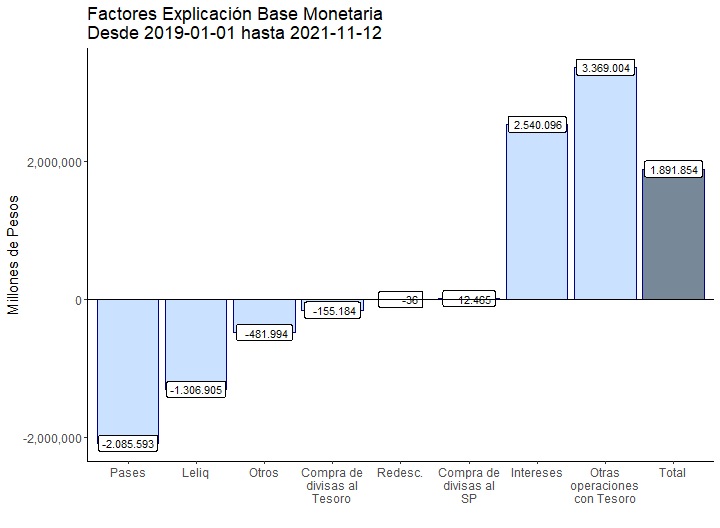 Factores Explicación Base Monetaria
Desde 2019-01-01 hasta 2021-11-12
Millones de Pesos
2,000,000
0
-2,000,000
-2.085.593
-1.306.905
-481.994
-155.184
-36
12.465
2.540.096
3.369.004
1.891.854
Pases
Leliq
Otros
Compra de
divisas al
Tesoro
Redesc.
Compra de
divisas al
SP
Intereses
Otras
operaciones
con Tesoro
Total